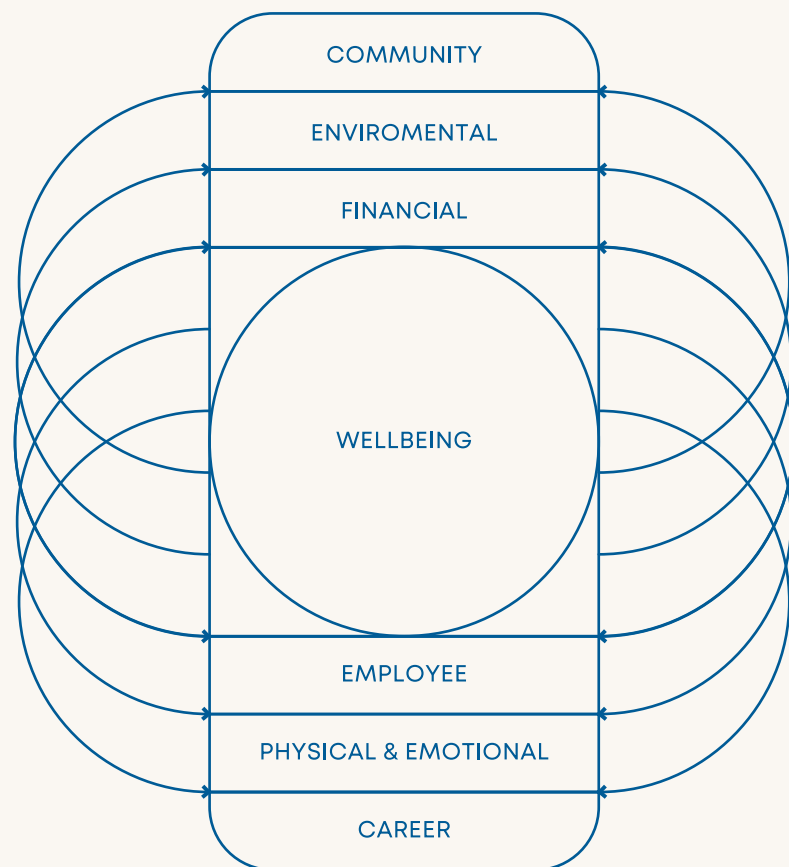 COMMUNITY
ENVIROMENTAL
FINANCIAL
WELLBEING
EMPLOYEE
PHYSICAL & EMOTIONAL
CAREER